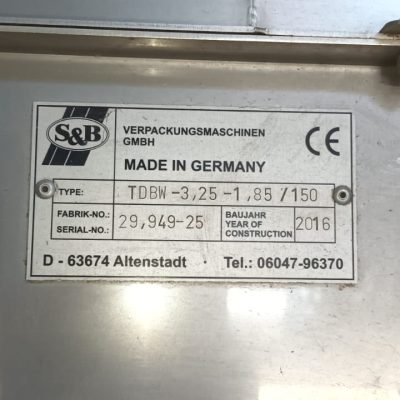 S&B
VERPACKUNGSMASCHINEN
GMBH
CE
MADE IN GERMANY
TYPE: TDBW-3,25-1,85/150
FABRIK-NO.:
SERIAL-NO.: 29,949-25
BAUJAHR
YEAR OF
CONSTRUCTION 2016
D - 63674 Altenstadt Tel.: 06047-96370